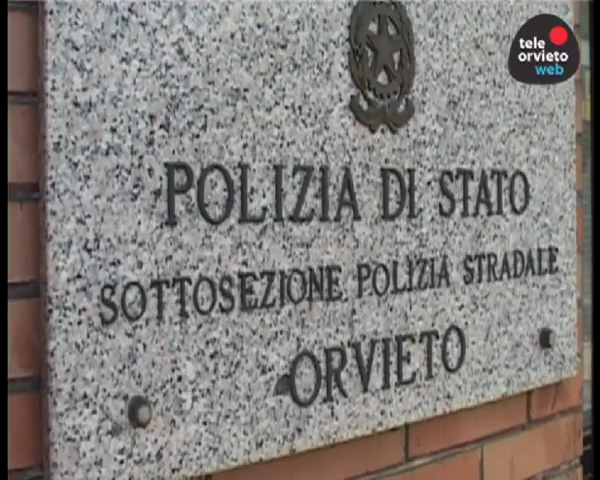 tele
orvieto
web
POLIZIA DI STATO
SOTTOSEZIONE POLIZIA STRADALE
ORVIETO